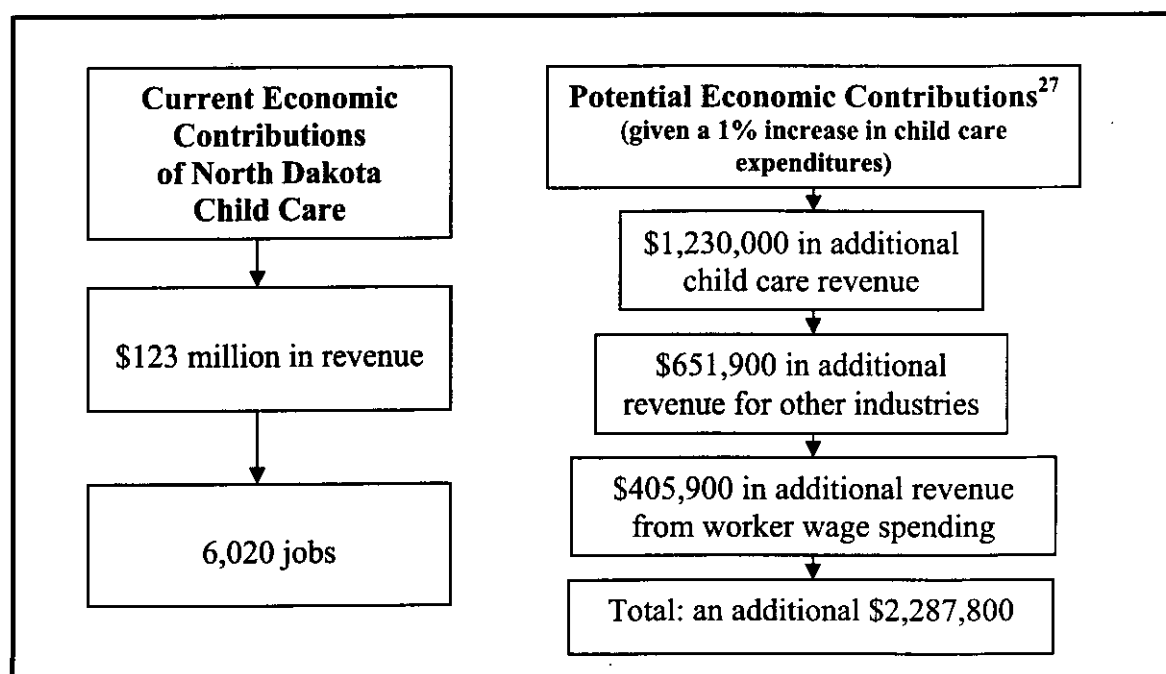 Current Economic
Contributions
of North Dakota
Child Care
$123 million in revenue
6,020 jobs
Potential Economic Contributions27
(given a 1% increase in child care
expenditures)
$1,230,000 in additional
child care revenue
$651,900 in additional
revenue for other industries
$405,900 in additional revenue
from worker wage spending
Total: an additional $2,287,800